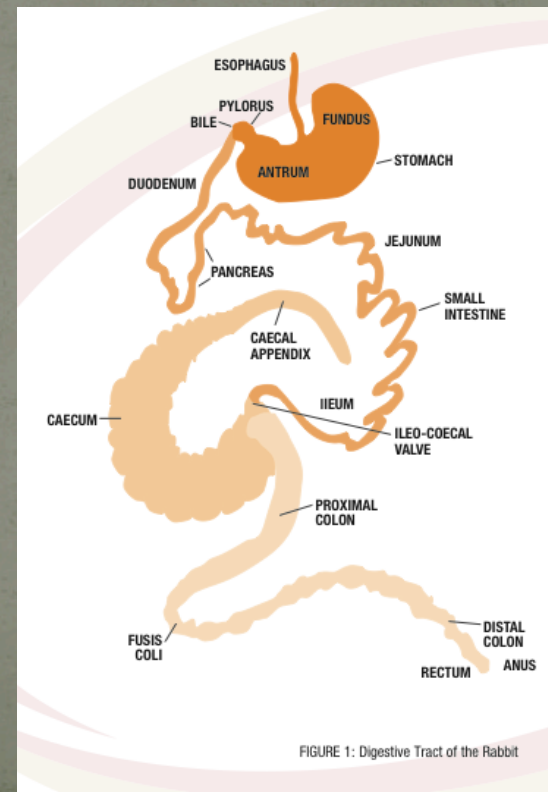 ESOPHAGUS
PYLORUS
BILE
FUNDUS
ANTRUM
STOMACH
DUODENUM
JEJUNUM
PANCREAS
SMALL
INTESTINE
CAECAL
APPENDIX
IIEUM
CAECUM
ILEO-COECAL
VALVE
PROXIMAL
COLON
FUSIS
COLI
DISTAL
COLON
RECTUM
ANUS
FIGURE 1: Digestive Tract of the Rabbit